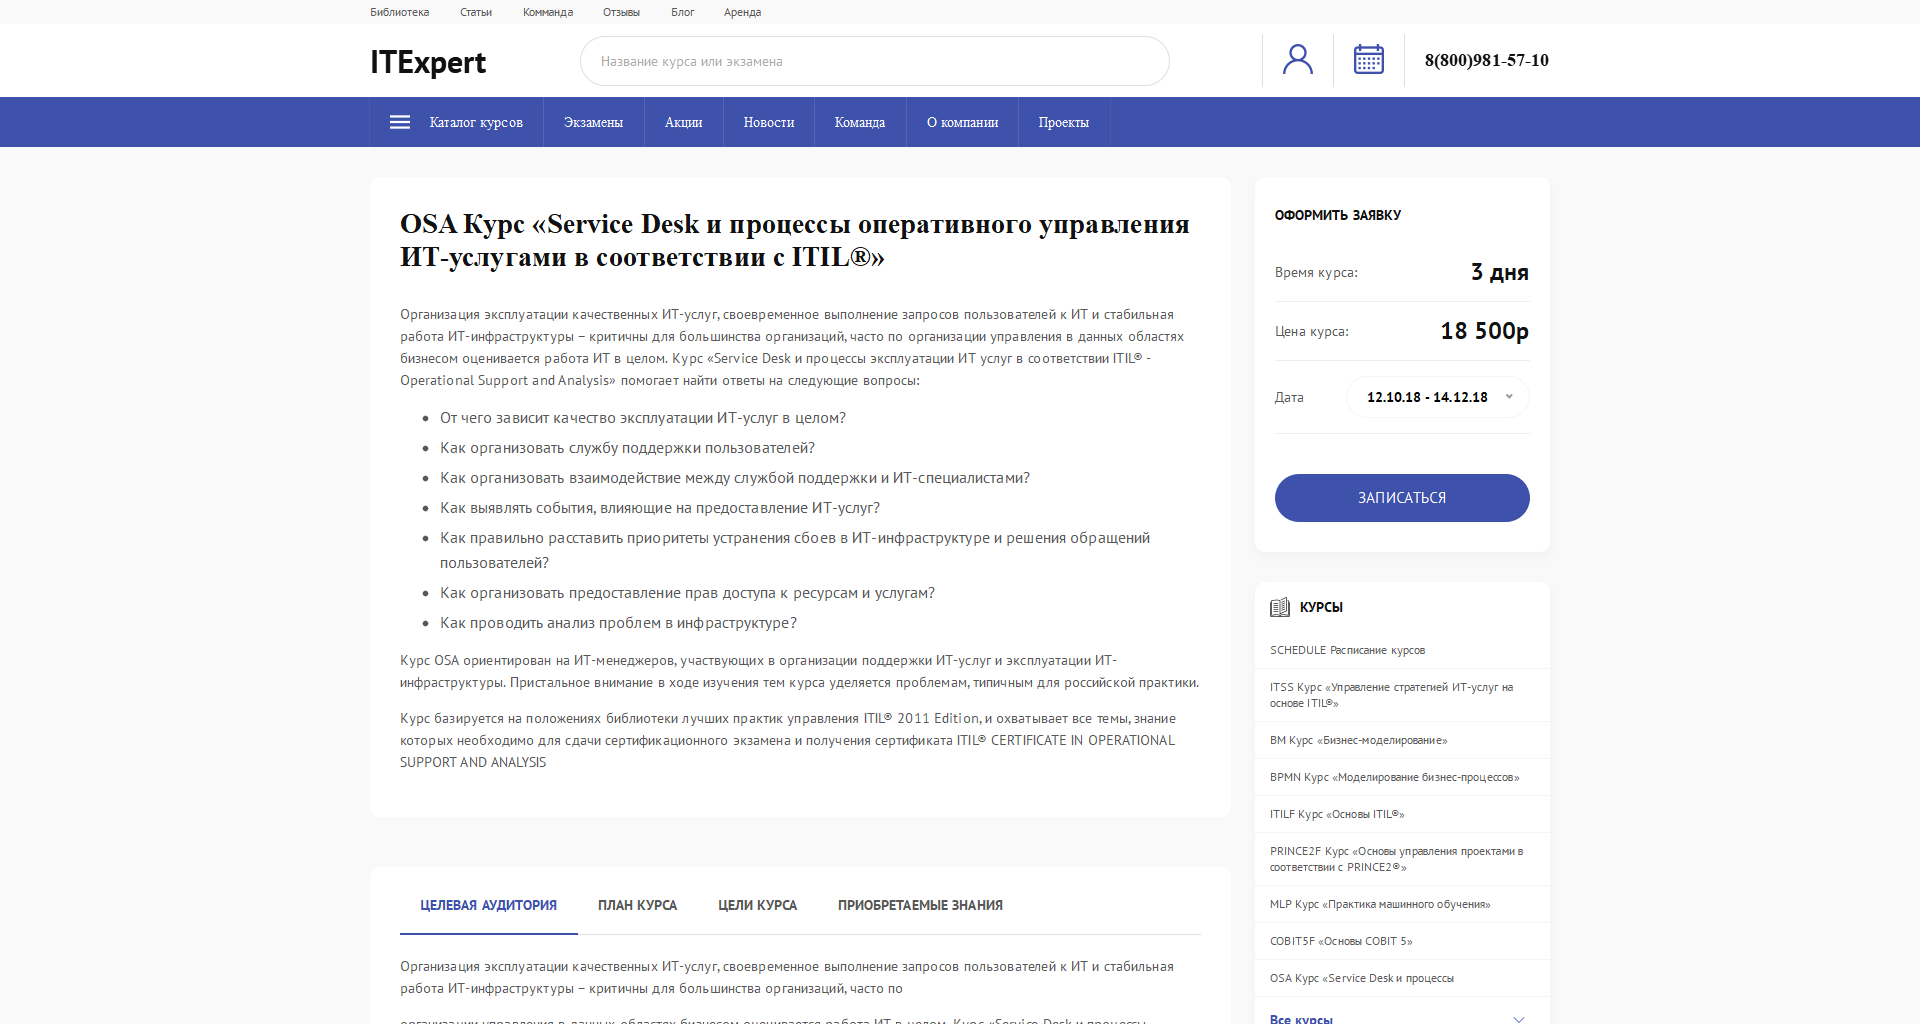 Библиотека Статьи Комманда Отзывы Блог Аренда
ITExpert
Название курса или экзамена
8(800)981-57-10
Каталог курсов Экзамены Акции Новости Команда О компании Проекты
OSA Курс «Service Desk и процессы оперативного управления
ИТ-услугами в соответствии с ITIL®»
Организация эксплуатации качественных ИТ-услуг, своевременное выполнение запросов пользователей к ИТ и стабильная
работа ИТ-инфраструктуры – критичны для большинства организаций, часто по организации управления в данных областях
бизнесом оценивается работа ИТ в целом. Курс «Service Desk и процессы эксплуатации ИТ услуг в соответствии ITIL® -
Operational Support and Analysis» помогает найти ответы на следующие вопросы:
От чего зависит качество эксплуатации ИТ-услуг в целом?
Как организовать службу поддержки пользователей?
Как организовать взаимодействие между службой поддержки и ИТ-специалистами?
Как выявлять события, влияющие на предоставление ИТ-услуг?
Как правильно расставить приоритеты устранения сбоев в ИТ-инфраструктуре и решения обращений
пользователей?
Как организовать предоставление прав доступа к ресурсам и услугам?
Как проводить анализ проблем в инфраструктуре?
Курс OSA ориентирован на ИТ-менеджеров, участвующих в организации поддержки ИТ-услуг и эксплуатации ИТ-
инфраструктуры. Пристальное внимание в ходе изучения тем курса уделяется проблемам, типичным для российской практики.
Курс базируется на положениях библиотеки лучших практик управления ITIL® 2011 Edition, и охватывает все темы, знание
которых необходимо для сдачи сертификационного экзамена и получения сертификата ITIL® CERTIFICATE IN OPERATIONAL
SUPPORT AND ANALYSIS
ЦЕЛЕВАЯ АУДИТОРИЯ ПЛАН КУРСА ЦЕЛИ КУРСА ПРИОБРЕТАЕМЫЕ ЗНАНИЯ
Организация эксплуатации качественных ИТ-услуг, своевременное выполнение запросов пользователей к ИТ и стабильная
работа ИТ-инфраструктуры – критичны для большинства организаций, часто по
организации управления в данных областях бизнесом оценивается работа ИТ в целом. Курс «Service Desk и процессы
ОФОРМИТЬ ЗАЯВКУ
Время курса: 3 дня
Цена курса: 18 500р
Дата 12.10.18 - 14.12.18
ЗАПИСАТЬСЯ
КУРСЫ
SCHEDULE Расписание курсов
ITSS Курс «Управление стратегией ИТ-услуг на
основе ITIL®»
BM Курс «Бизнес-моделирование»
BPMN Курс «Моделирование бизнес-процессов»
ITILF Курс «Основы ITIL®»
PRINCE2F Курс «Основы управления проектами в
соответствии с PRINCE2®»
MLP Курс «Практика машинного обучения»
COBIT5F «Основы COBIT 5»
OSA Курс «Service Desk и процессы
Все курсы